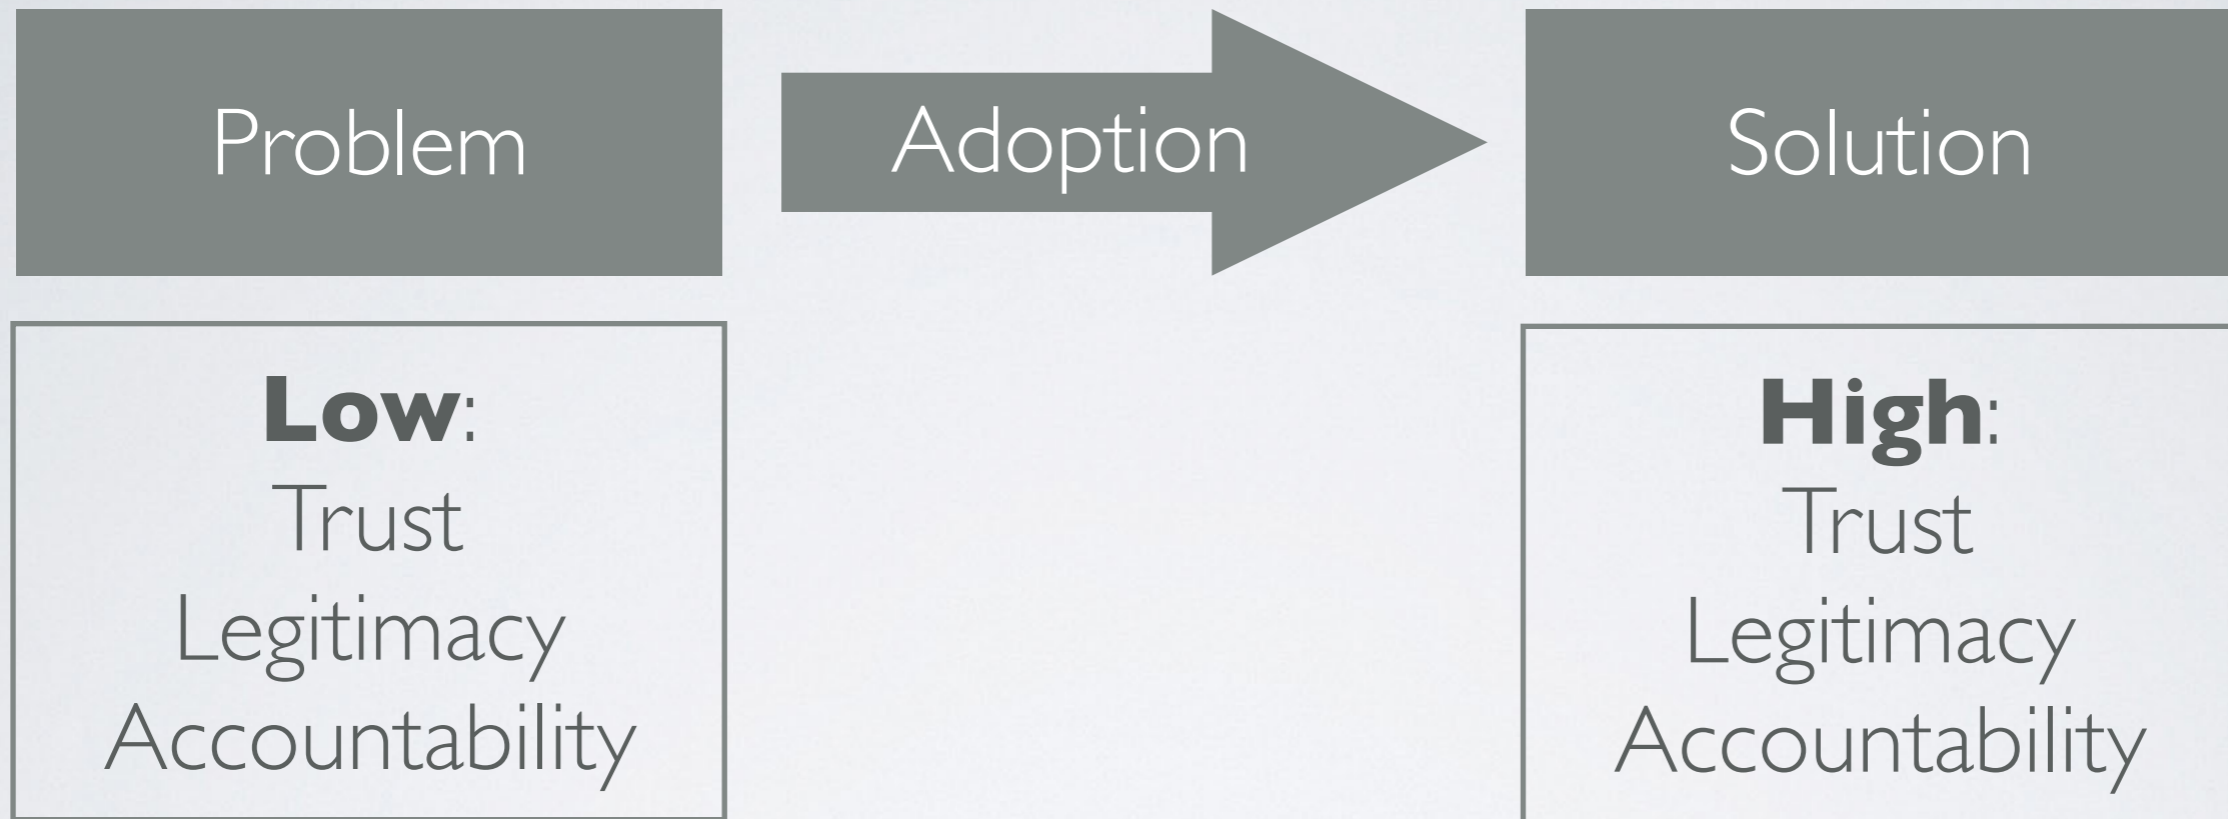 Problem
Adoption
Solution
Low:
Trust
Legitimacy
Accountability
High:
Trust
Legitimacy
Accountability